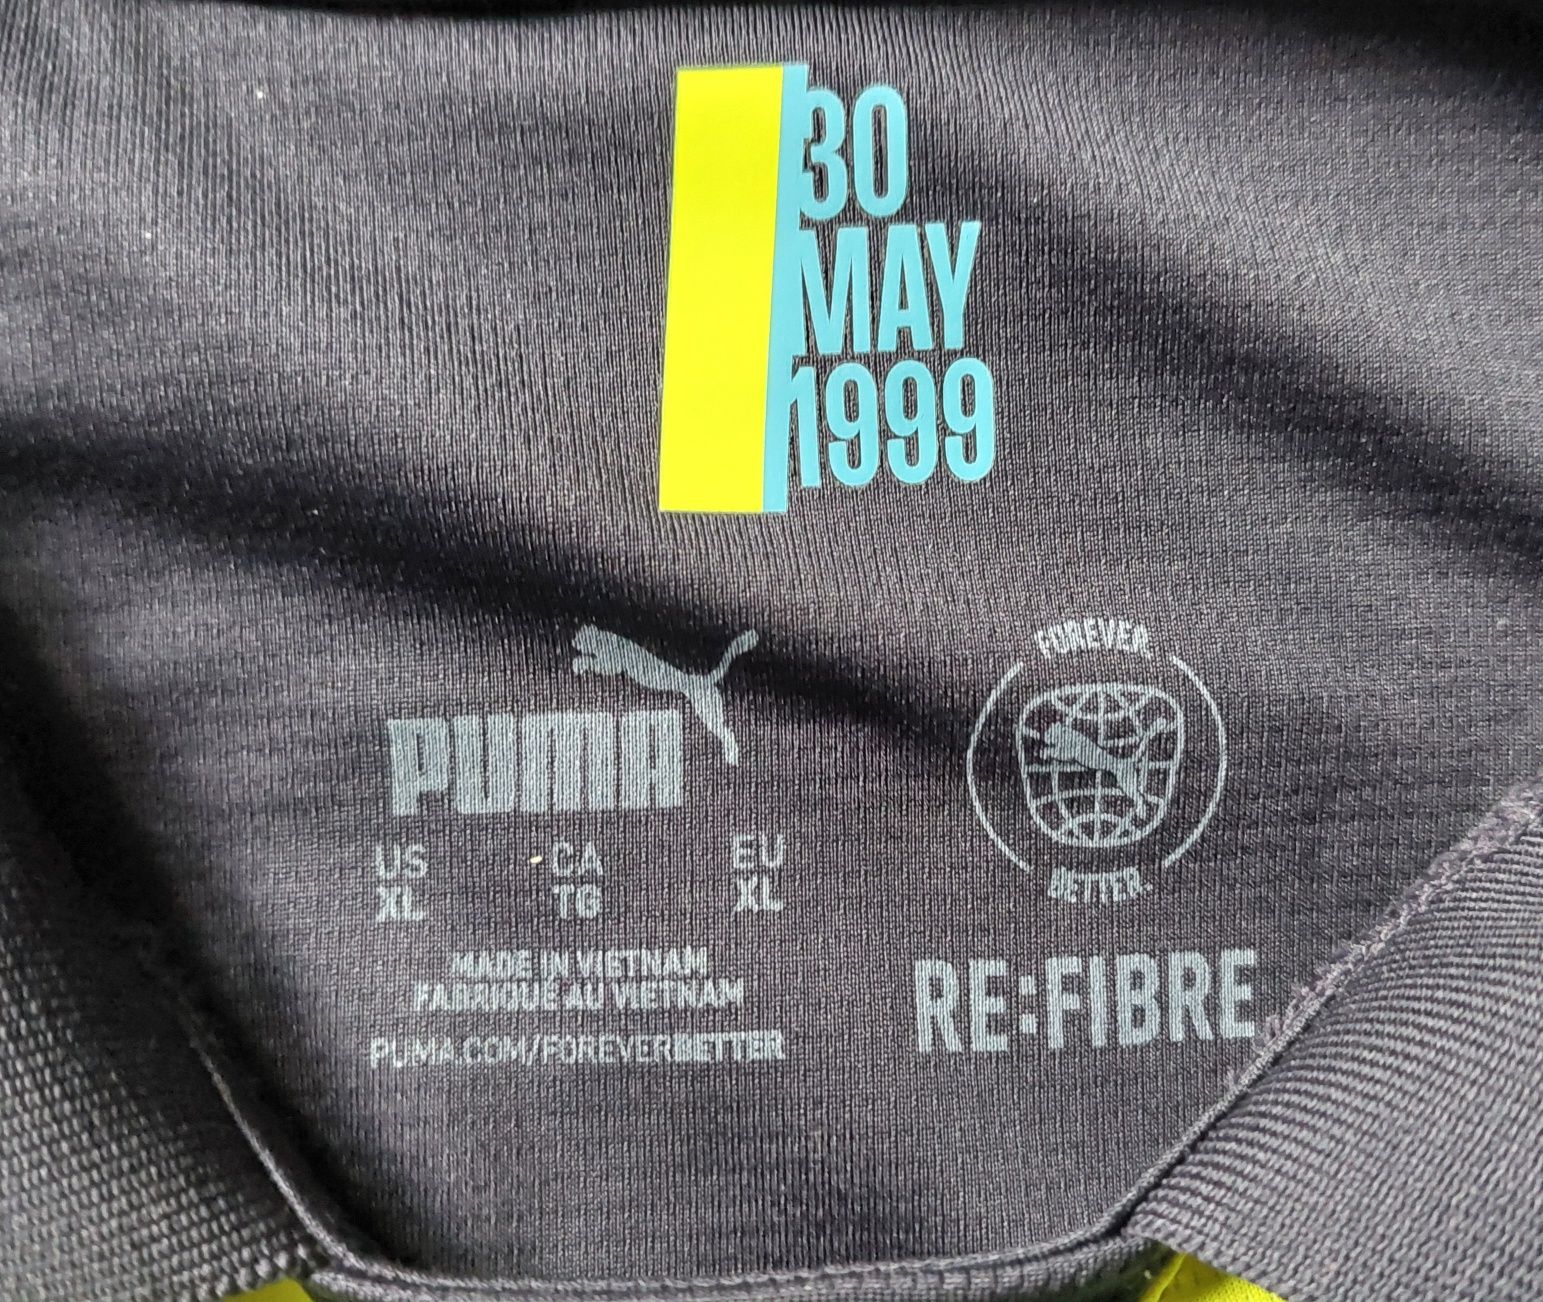 30
MAY
1999
PUMA
US CA EU
XL TG XL
MADE IN VIETNAM
FABRIQUÉ AU VIETNAM
PUMA.COM/FOREVERBETTER
FOREVER
BETTER.
RE:FIBRE